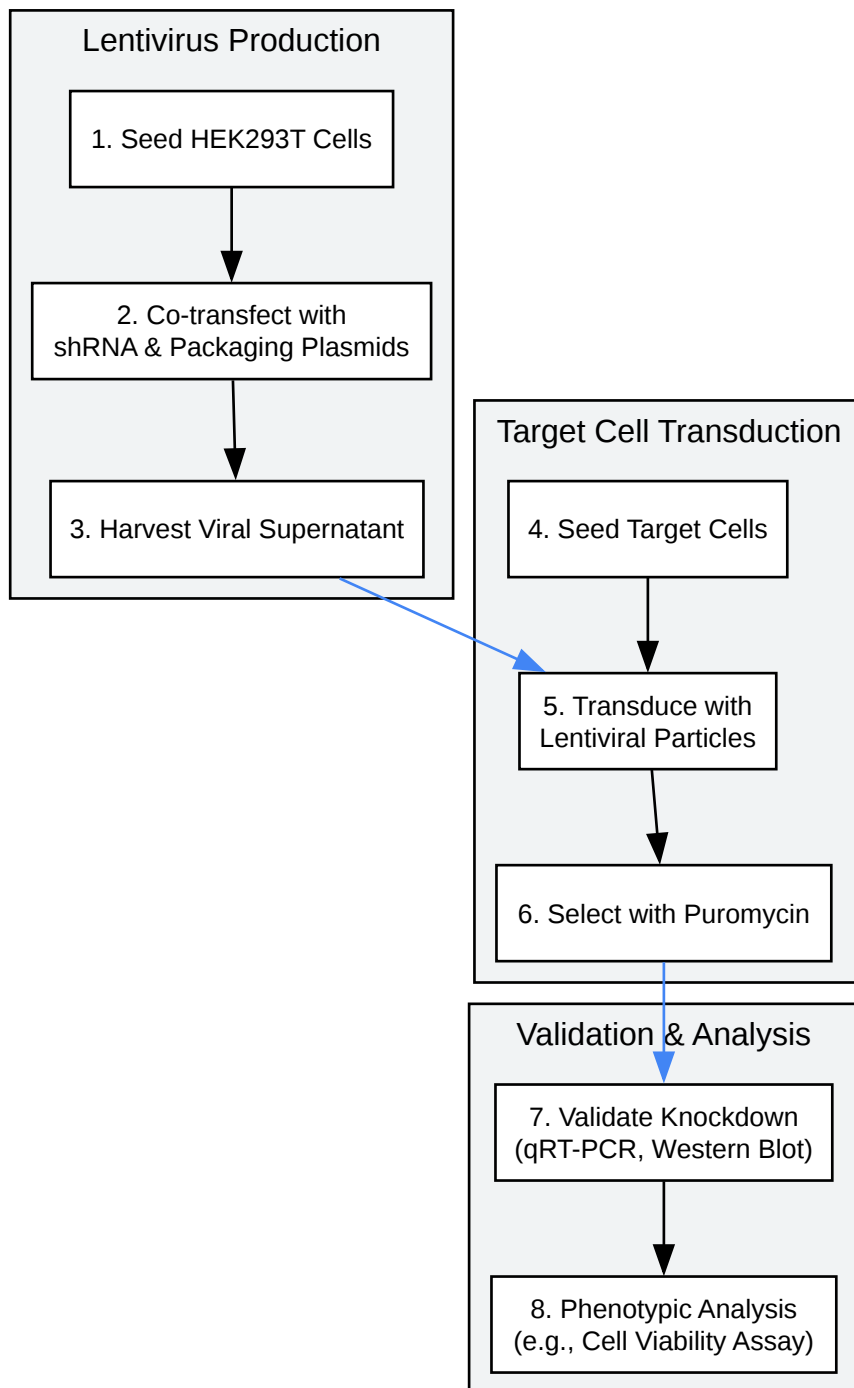 Lentivirus Production
1. Seed HEK293T Cells
2. Co-transfect with
shRNA & Packaging Plasmids
3. Harvest Viral Supernatant
Target Cell Transduction
4. Seed Target Cells
5. Transduce with
Lentiviral Particles
6. Select with Puromycin
Validation & Analysis
7. Validate Knockdown
(qRT-PCR, Western Blot)
8. Phenotypic Analysis
(e.g., Cell Viability Assay)